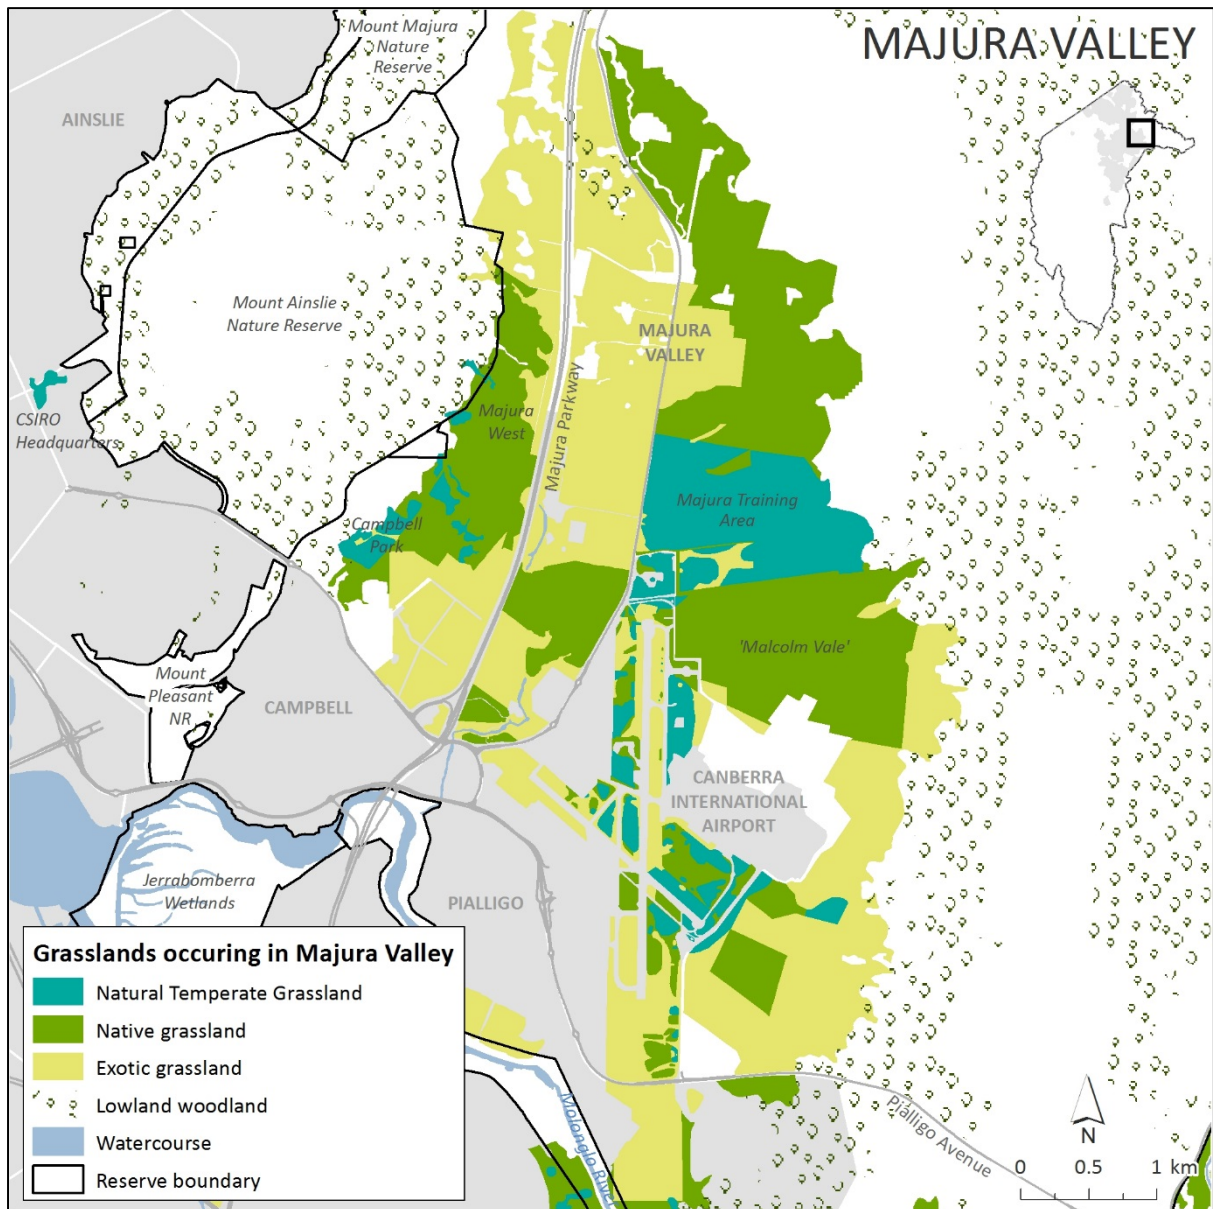 MAJURA VALLEY
Mount Majura
Nature
Reserve
AINSLIE
Mount Ainslie
Nature Reserve
MAJURA
VALLEY
Majura Parkway
CSIRO
Headquarters
Majura
West
Majura Training
Area
Campbell
Park
'Malcolm Vale'
Mount
Pleasant
NR
CAMPBELL
CANBERRA
INTERNATIONAL
AIRPORT
Jerrabomberra
Wetlands
PIALLIGO
Grasslands occuring in Majura Valley
Natural Temperate Grassland
Native grassland
Exotic grassland
Lowland woodland
Watercourse
Reserve boundary
Molonglo River
Pialligo Avenue
N
0 0.5 1 km